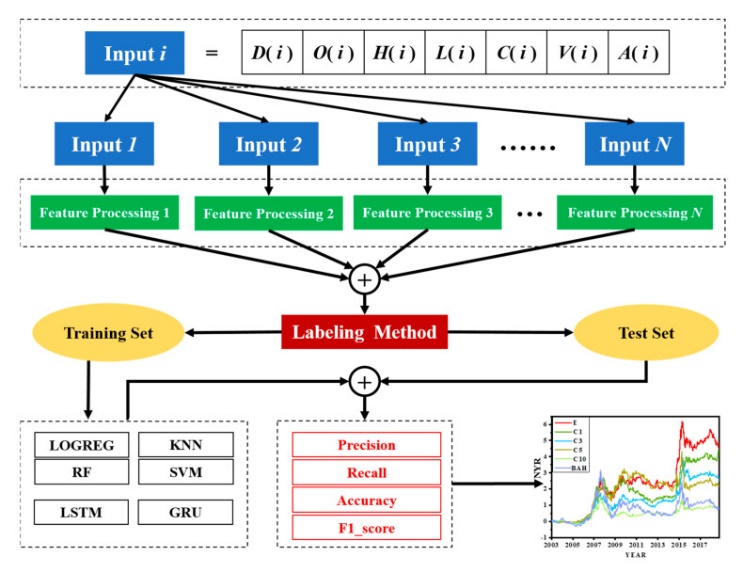 Input i = D( i ) O( i ) H( i ) L( i ) C( i ) V( i ) A( i )
Input 1 Input 2 Input 3 ...... Input N
Feature Processing 1 Feature Processing 2 Feature Processing 3 ... Feature Processing N
+
Training Set Labeling Method Test Set
+
LOGREG KNN
RF SVM
LSTM GRU
Precision
Recall
Accuracy
F1_score
E
C1
C3
C5
C10
BAH
NYR
6
5
4
3
2
1
0
-1
2003 2005 2007 2009 2011 2013 2015 2017
YEAR